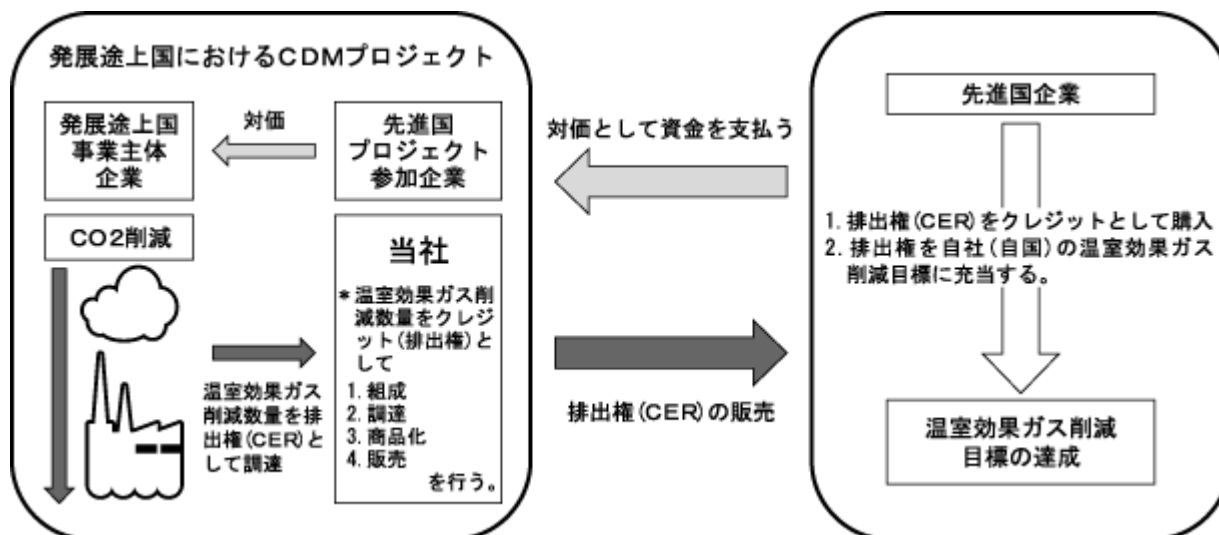 発展途上国におけるCDMプロジェクト
発展途上国
事業主体
企業
対価
先進国
プロジェクト
参加企業
CO2削減
当社
*温室効果ガス削
減数量をクレジ
ット(排出権)と
して
1. 組成
2. 調達
3. 商品化
4. 販売
を行う。
温室効果ガス
削減数量を排
出権(CER)と
して調達
対価として資金を支払う
排出権(CER)の販売
先進国企業
1. 排出権(CER)をクレジットとして購入
2. 排出権を自社(自国)の温室効果ガス
削減目標に充当する。
温室効果ガス削減
目標の達成